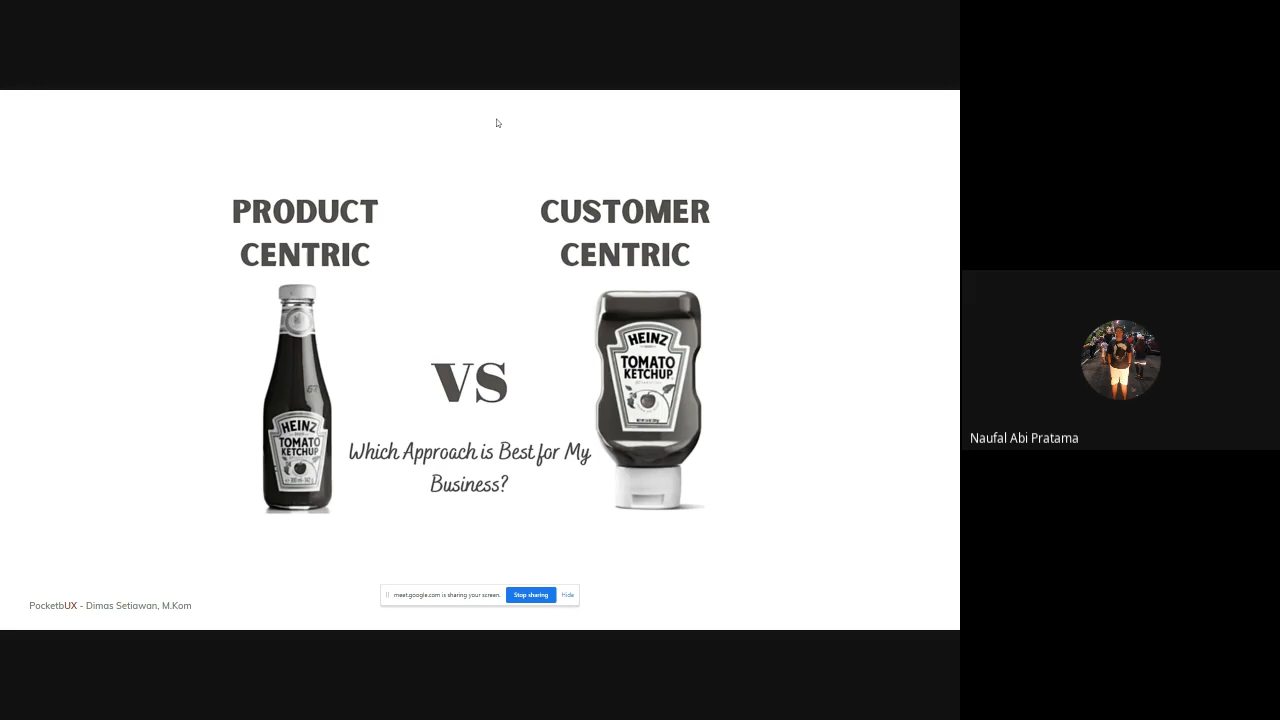 PRODUCT
CENTRIC
CUSTOMER
CENTRIC
VS
Which Approach is Best for My
Business?
HEINZ
TOMATO
KETCHUP
HEINZ
TOMATO
KETCHUP
PocketbUX - Dimas Setiawan, M.Kom
meet.google.com is sharing your screen.
Stop sharing
Hide
Naufal Abi Pratama